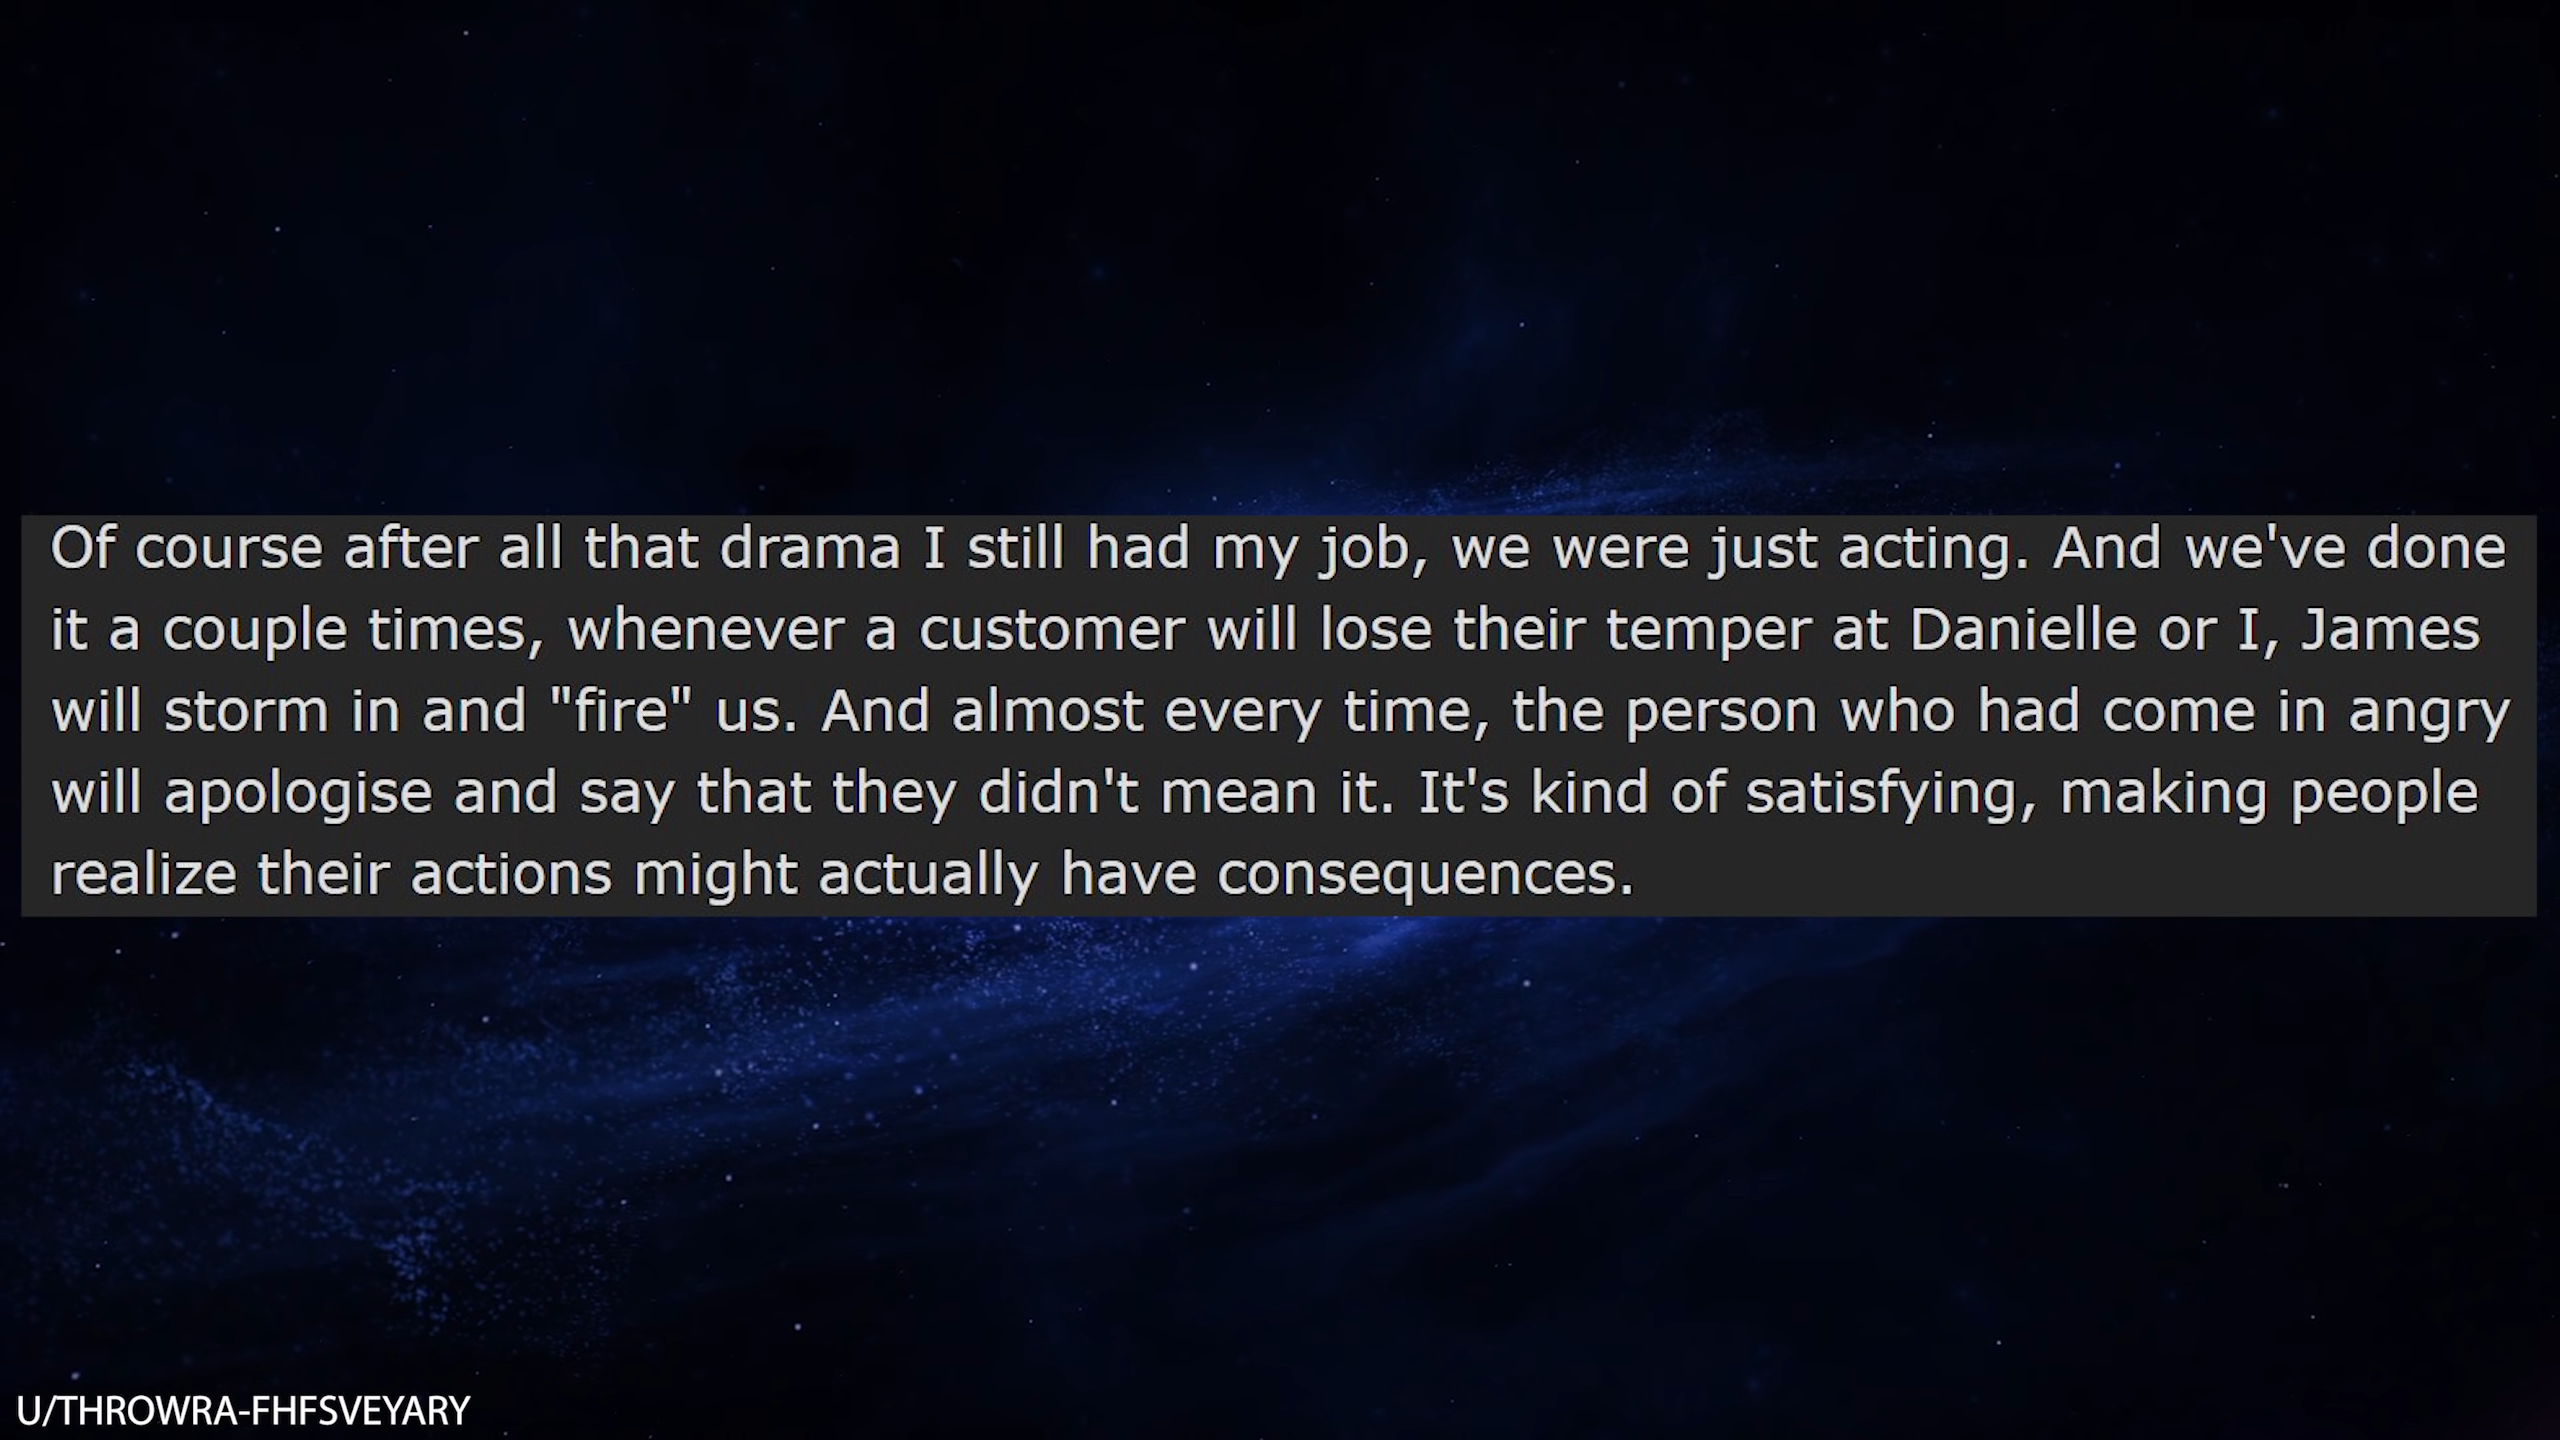 Of course after all that drama I still had my job, we were just acting. And we've done
it a couple times, whenever a customer will lose their temper at Danielle or I, James
will storm in and "fire" us. And almost every time, the person who had come in angry
will apologise and say that they didn't mean it. It's kind of satisfying, making people
realize their actions might actually have consequences.
U/THROWRA-FHFSVEYARY